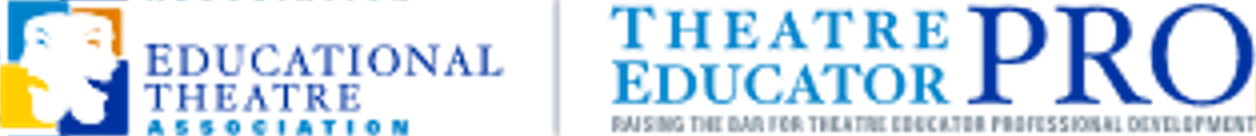 EDUCATIONAL
THEATRE
ASSOCIATION
THEATRE
EDUCATOR
PRO
RAISING THE BAR FOR THEATRE EDUCATOR PROFESSIONAL DEVELOPMENT